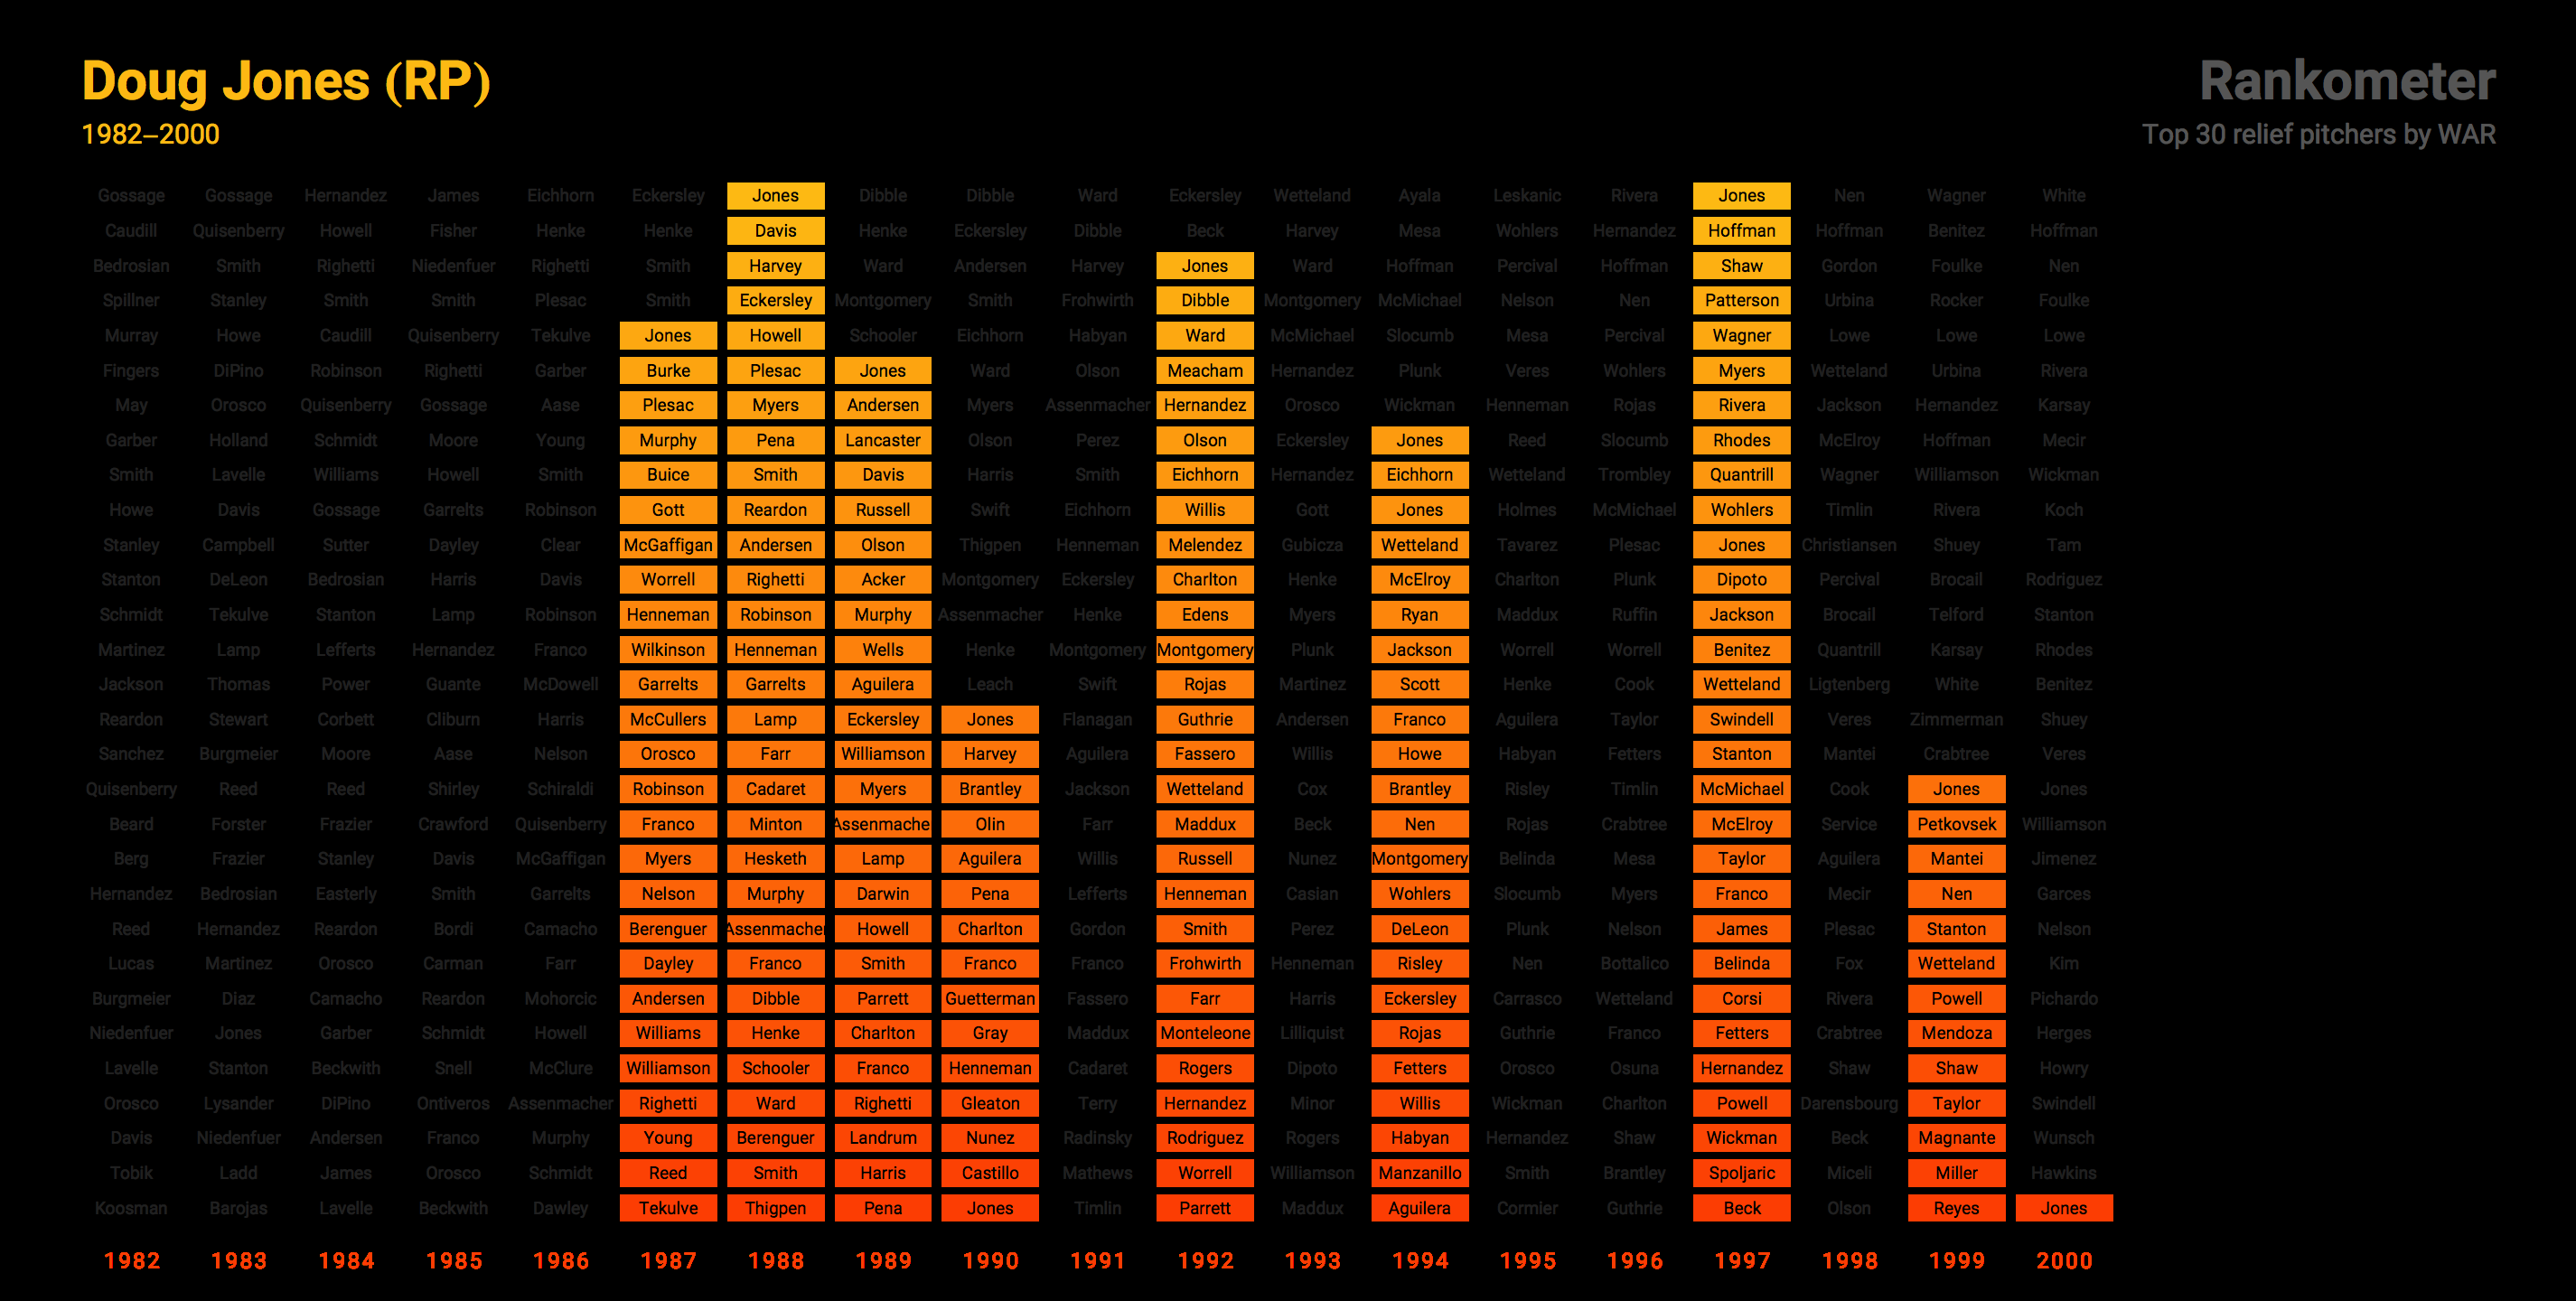 Doug Jones (RP)
1982–2000
Rankometer
Top 30 relief pitchers by WAR
Gossage Gossage Hernandez James Eichhorn Eckersley Jones Dibble Dibble Ward Eckersley Wetteland Ayala Leskanic Rivera Jones Nen Wagner White
Caudill Quisenberry Howell Fisher Henke Henke Davis Henke Eckersley Dibble Beck Harvey Mesa Wohlers Hernandez Hoffman Hoffman Benitez Hoffman
Bedrosian Smith Righetti Niedenfuer Righetti Smith Harvey Ward Andersen Harvey Jones Ward Hoffman Percival Hoffman Shaw Gordon Foulke Nen
Spillner Stanley Smith Smith Plesac Smith Eckersley Montgomery Smith Frohwirth Dibble Montgomery McMichael Nelson Nen Patterson Urbina Rocker Foulke
Murray Howe Caudill Quisenberry Tekulve Jones Howell Schooler Eichhorn Habyan Ward McMichael Slocumb Mesa Percival Wagner Lowe Lowe Lowe
Fingers DiPino Robinson Righetti Garber Burke Plesac Jones Ward Olson Meacham Hernandez Plunk Veres Wohlers Myers Wetteland Urbina Rivera
May Orosco Quisenberry Gossage Aase Plesac Myers Andersen Myers Assenmacher Hernandez Orosco Wickman Henneman Rojas Rivera Jackson Hernandez Karsay
Garber Holland Schmidt Moore Young Murphy Pena Lancaster Olson Perez Olson Eckersley Jones Reed Slocumb Rhodes McElroy Hoffman Mecir
Smith Lavelle Williams Howell Smith Buice Smith Davis Harris Smith Eichhorn Hernandez Eichhorn Wetteland Trombley Quantrill Wagner Williamson Wickman
Howe Davis Gossage Garrelts Robinson Gott Reardon Russell Swift Eichhorn Willis Gott Jones Holmes McMichael Wohlers Timlin Rivera Koch
Stanley Campbell Sutter Dayley Clear McGaffigan Andersen Olson Thigpen Henneman Melendez Gubicza Wetteland Tavarez Plesac Jones Christiansen Shuey Tam
Stanton DeLeon Bedrosian Harris Davis Worrell Righetti Acker Montgomery Eckersley Charlton Henke McElroy Charlton Plunk Dipoto Percival Brocail Rodriguez
Schmidt Tekulve Stanton Lamp Robinson Henneman Robinson Murphy Assenmacher Henke Edens Myers Ryan Maddux Ruffin Jackson Brocail Telford Stanton
Martinez Lamp Lefferts Hernandez Franco Wilkinson Henneman Wells Henke Montgomery Montgomery Plunk Jackson Worrell Worrell Benitez Quantrill Karsay Rhodes
Jackson Thomas Power Guante McDowell Garrelts Garrelts Aguilera Leach Swift Rojas Martinez Scott Henke Cook Wetteland Ligtenberg White Benitez
Reardon Stewart Corbett Cliburn Harris McCullers Lamp Eckersley Jones Flanagan Guthrie Andersen Franco Aguilera Taylor Swindell Veres Zimmerman Shuey
Sanchez Burgmeier Moore Aase Nelson Orosco Farr Williamson Harvey Aguilera Fassero Willis Howe Habyan Fetters Stanton Mantei Crabtree Veres
Quisenberry Reed Reed Shirley Schiraldi Robinson Cadaret Myers Brantley Jackson Wetteland Cox Brantley Risley Timlin McMichael Cook Jones Jones
Beard Forster Frazier Crawford Quisenberry Franco Minton Assenmache Olin Farr Maddux Beck Nen Rojas Crabtree McElroy Service Petkovsek Williamson
Berg Frazier Stanley Davis McGaffigan Myers Hesketh Lamp Aguilera Willis Russell Nunez Montgomery Belinda Mesa Taylor Aguilera Mantei Jimenez
Hernandez Bedrosian Easterly Smith Garrelts Nelson Murphy Darwin Pena Lefferts Henneman Casian Wohlers Slocumb Myers Franco Mecir Nen Garces
Reed Hernandez Reardon Bordi Camacho Berenguer Assenmacher Howell Charlton Gordon Smith Perez DeLeon Plunk Nelson James Plesac Stanton Nelson
Lucas Martinez Orosco Carman Farr Dayley Franco Smith Franco Franco Frohwirth Henneman Risley Nen Bottalico Belinda Fox Wetteland Kim
Burgmeier Diaz Camacho Reardon Mohorcic Andersen Dibble Parrett Guetterman Fassero Farr Harris Eckersley Carrasco Wetteland Corsi Rivera Powell Pichardo
Niedenfuer Jones Garber Schmidt Howell Williams Henke Charlton Gray Maddux Monteleone Lilliquist Rojas Guthrie Franco Fetters Crabtree Mendoza Herges
Lavelle Stanton Beckwith Snell McClure Williamson Schooler Franco Henneman Cadaret Rogers Dipoto Fetters Orosco Osuna Hernandez Shaw Shaw Howry
Orosco Lysander DiPino Ontiveros Assenmacher Righetti Ward Righetti Gleaton Terry Hernandez Minor Willis Wickman Charlton Powell Darensbourg Taylor Swindell
Davis Niedenfuer Andersen Franco Murphy Young Berenguer Landrum Nunez Radinsky Rodriguez Rogers Habyan Hernandez Shaw Wickman Beck Magnante Wunsch
Tobik Ladd James Orosco Schmidt Reed Smith Harris Castillo Mathews Worrell Williamson Manzanillo Smith Brantley Spoljaric Miceli Miller Hawkins
Koosman Barojas Lavelle Beckwith Dawley Tekulve Thigpen Pena Jones Timlin Parrett Maddux Aguilera Cormier Guthrie Beck Olson Reyes Jones
1982 1983 1984 1985 1986 1987 1988 1989 1990 1991 1992 1993 1994 1995 1996 1997 1998 1999 2000